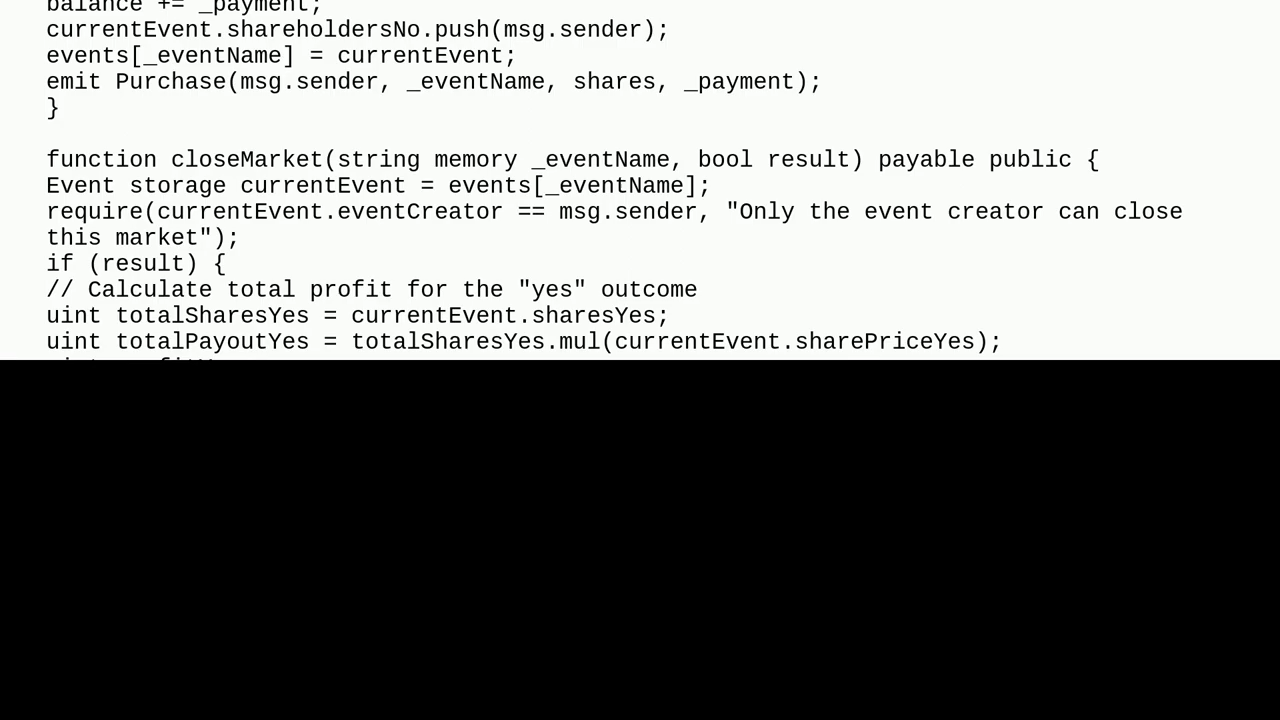 balance += _payment;
currentEvent.shareholdersNo.push(msg.sender);
events[_eventName] = currentEvent;
emit Purchase(msg.sender, _eventName, shares, _payment);
}
function closeMarket(string memory _eventName, bool result) payable public {
Event storage currentEvent = events[_eventName];
require(currentEvent.eventCreator == msg.sender, "Only the event creator can close
this market");
if (result) {
// Calculate total profit for the "yes" outcome
uint totalSharesYes = currentEvent.sharesYes;
uint totalPayoutYes = totalSharesYes.mul(currentEvent.sharePriceYes);